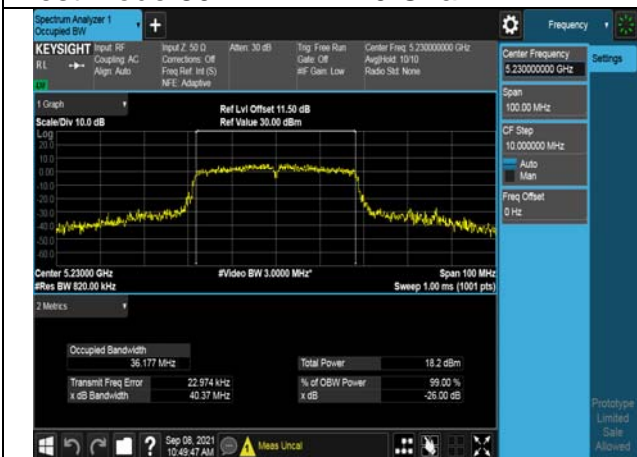 Spectrum Analyzer 1
Occupied BW
+
Frequency
KEYSIGHT
RL
Input: RF
Coupling: AC
Align: Auto
Input Z: 50 Ω
Corrections: Off
Freq Ref: Int (S)
NFE: Adaptive
Atten: 30 dB
Trig: Free Run
Gate: Off
#IF Gain: Low
Center Freq: 5.230000000 GHz
Avg|Hold: 10/10
Radio Std: None
Center Frequency
5.230000000 GHz
Settings
Span
100.00 MHz
CF Step
10.000000 MHz
Auto
Man
Freq Offset
0 Hz
1 Graph
Scale/Div 10.0 dB
Ref Lvl Offset 11.50 dB
Ref Value 30.00 dBm
Log
20.0
10.0
0.00
-10.0
-20.0
-30.0
-40.0
-50.0
-60.0
Center 5.23000 GHz
#Video BW 3.0000 MHz*
Span 100 MHz
#Res BW 820.00 kHz
Sweep 1.00 ms (1001 pts)
2 Metrics
Occupied Bandwidth
36.177 MHz
Total Power
18.2 dBm
Transmit Freq Error
22.974 kHz
% of OBW Power
99.00 %
x dB Bandwidth
40.37 MHz
x dB
-26.00 dB
Prototype
Limited
Sale
Allowed
?
Sep 08, 2021
10:49:47 AM
Meas Uncal